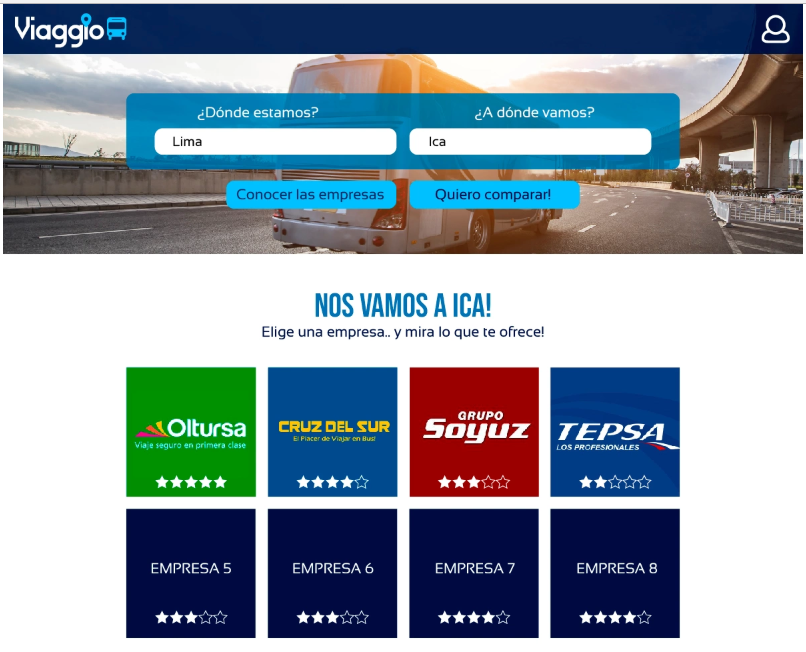 Viaggio
¿Dónde estamos?
¿A dónde vamos?
Lima
Ica
Conocer las empresas
Quiero comparar!
NOS VAMOS A ICA!
Elige una empresa.. y mira lo que te ofrece!
Oltursa
Viaje seguro en primera clase
CRUZ DEL SUR
El Placer de Viajar en Bus!
GRUPO
Soyuz
TEPSA
LOS PROFESIONALES
EMPRESA 5
EMPRESA 6
EMPRESA 7
EMPRESA 8